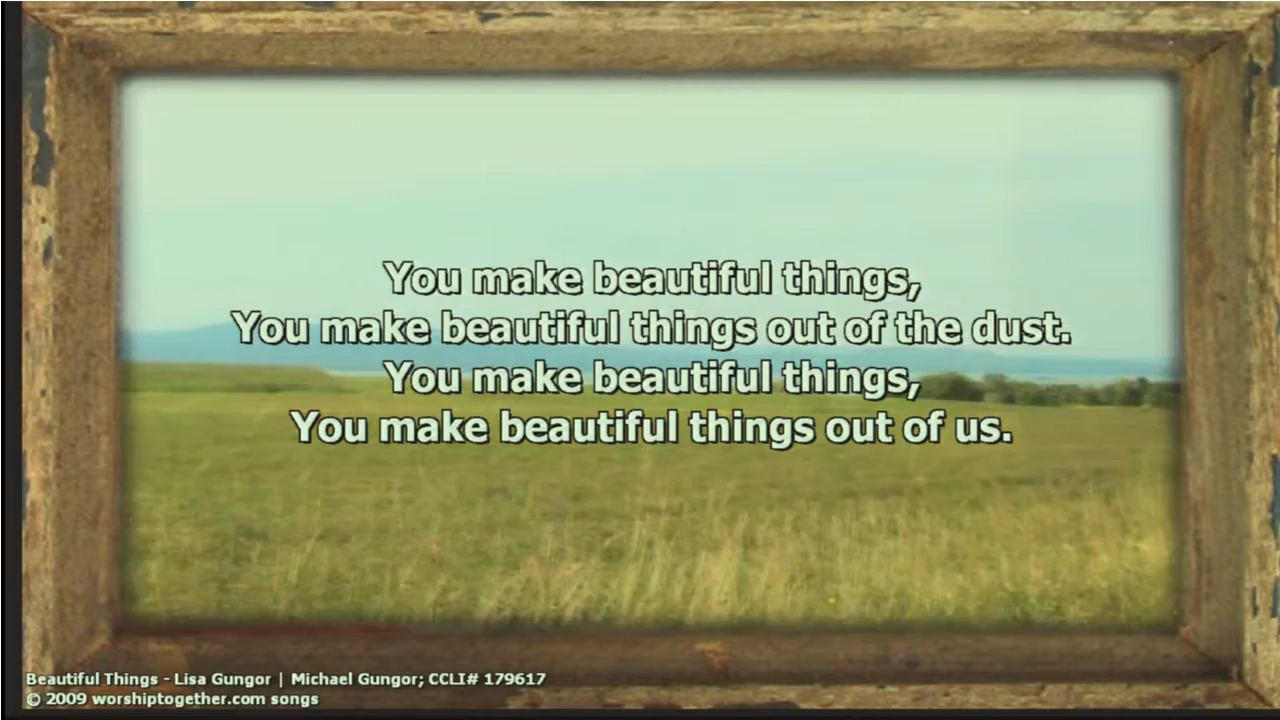 You make beautiful things,
You make beautiful things out of the dust.
You make beautiful things,
You make beautiful things out of us.
Beautiful Things - Lisa Gungor | Michael Gungor; CCLI# 179617
© 2009 worshiptogether.com songs